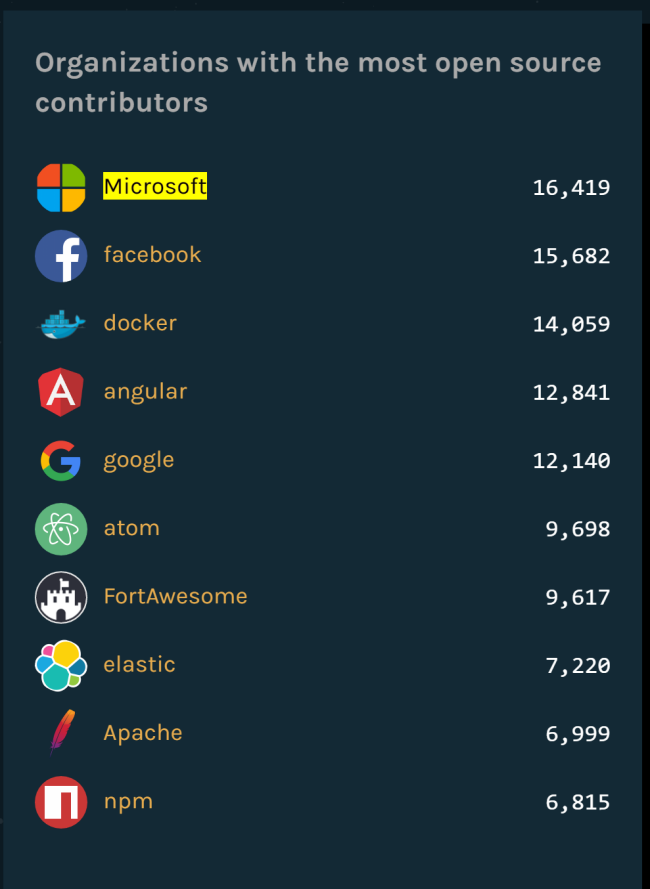 Organizations with the most open source
contributors
Microsoft 16,419
facebook 15,682
docker 14,059
angular 12,841
google 12,140
atom 9,698
FortAwesome 9,617
elastic 7,220
Apache 6,999
npm 6,815